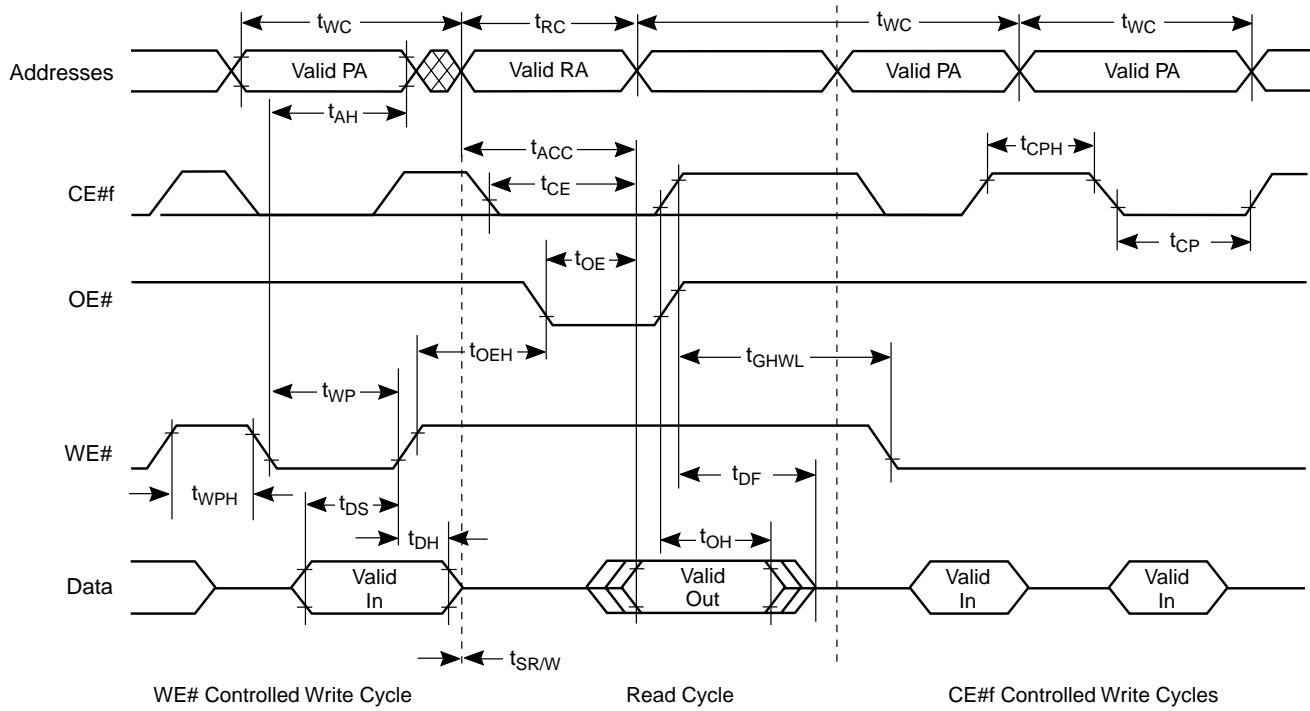 tWC tRC tWC tWC
Addresses Valid PA Valid RA Valid PA Valid PA
tAH
tACC tCPH
CE#f tCE
tCP
tOE
OE#
tOEH tGHWL
tWP
WE#
tDF
tWPH tDS
tDH tOH
Data Valid In Valid Out Valid In Valid In
tSR/W
WE# Controlled Write Cycle Read Cycle CE#f Controlled Write Cycles